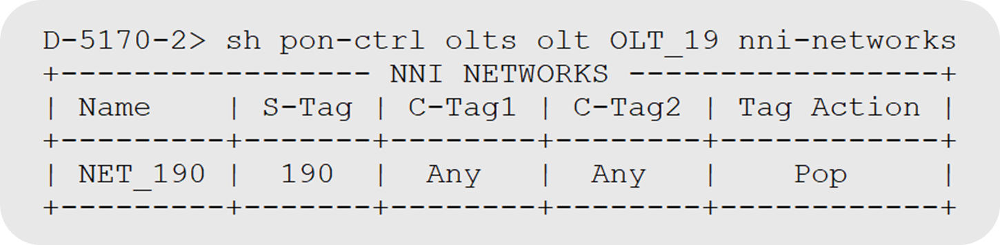 D-5170-2> sh pon-ctrl olts olt OLT_19 nni-networks
+----------------- NNI NETWORKS -----------------+
| Name    | S-Tag | C-Tag1 | C-Tag2 | Tag Action |
+---------+-------+--------+--------+------------+
| NET_190 |  190  |  Any   |  Any   |    Pop     |
+---------+-------+--------+--------+------------+